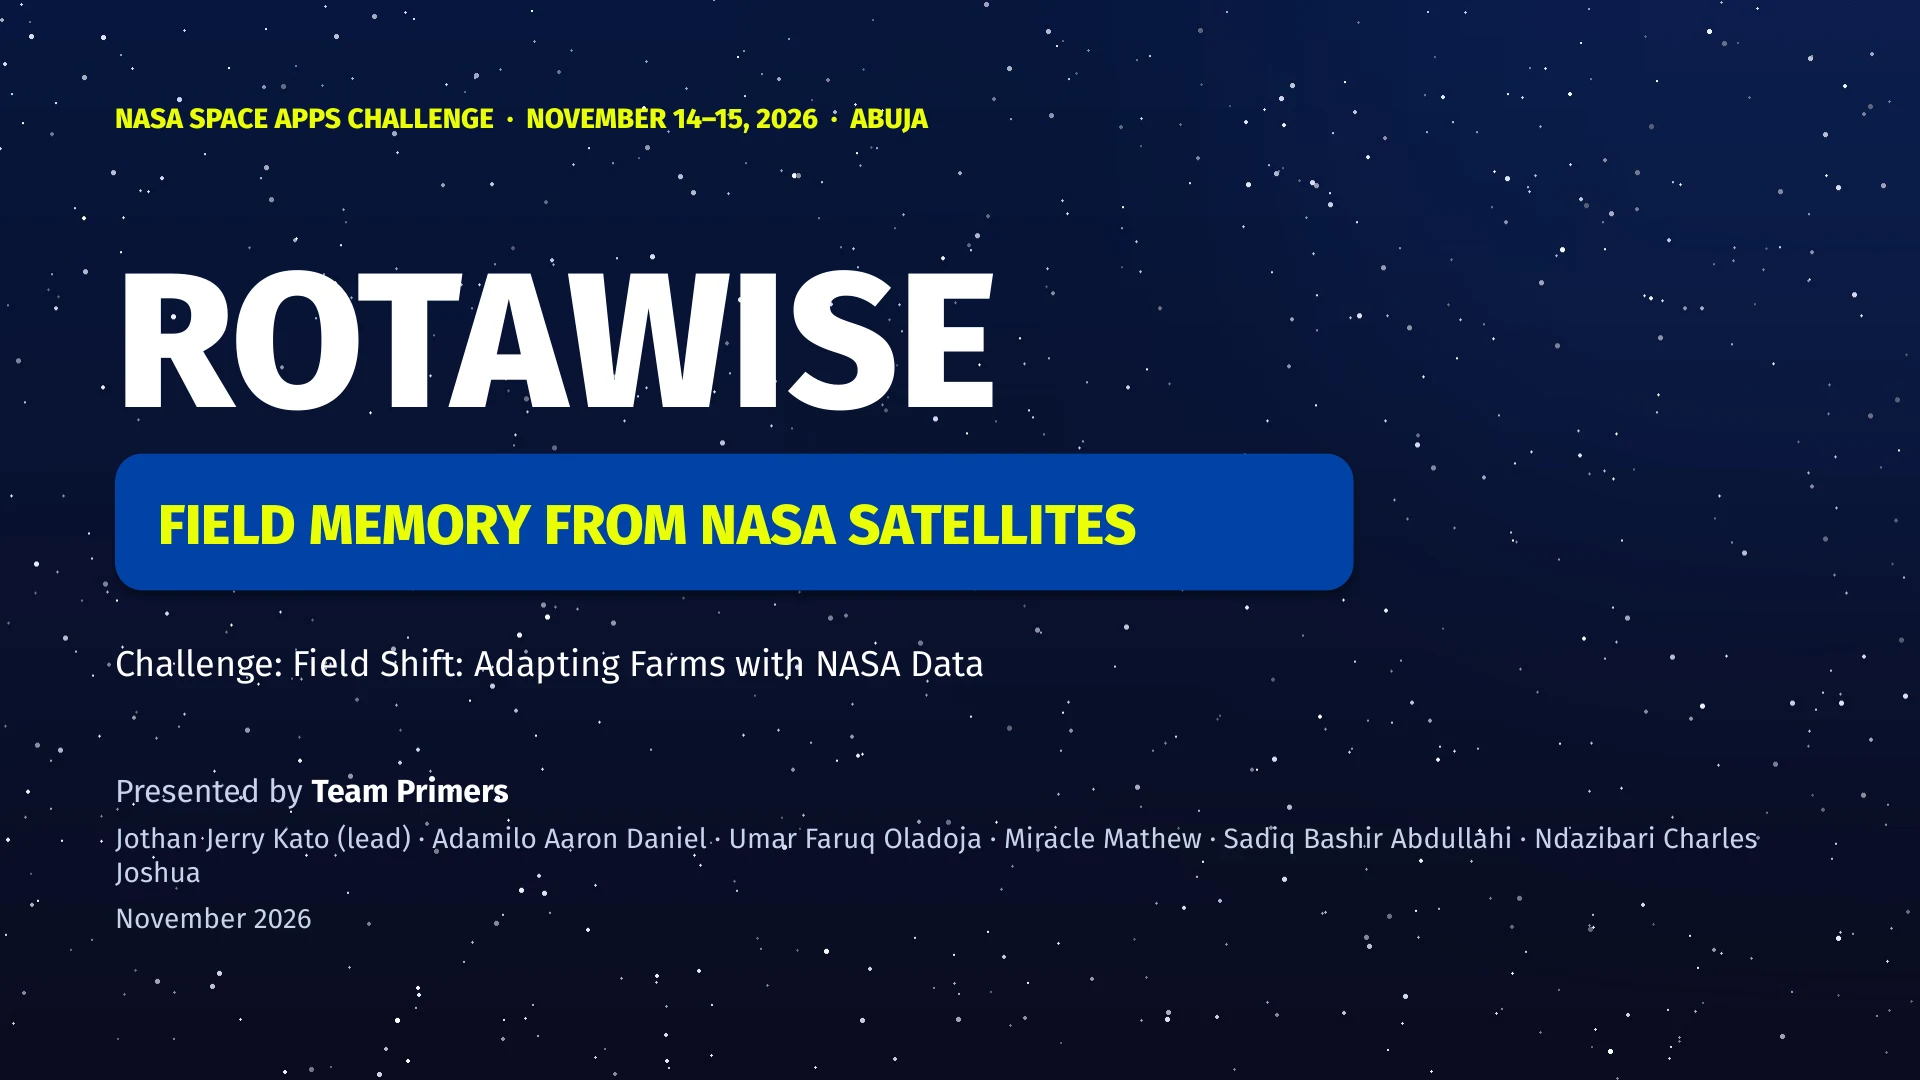 NASA SPACE APPS CHALLENGE · NOVEMBER 14–15, 2026 · ABUJA
ROTAWISE
FIELD MEMORY FROM NASA SATELLITES
Challenge: Field Shift: Adapting Farms with NASA Data
Presented by Team Primers
Jothan Jerry Kato (lead) · Adamilo Aaron Daniel · Umar Faruq Oladoja · Miracle Mathew · Sadiq Bashir Abdullahi · Ndazibari Charles
Joshua
November 2026